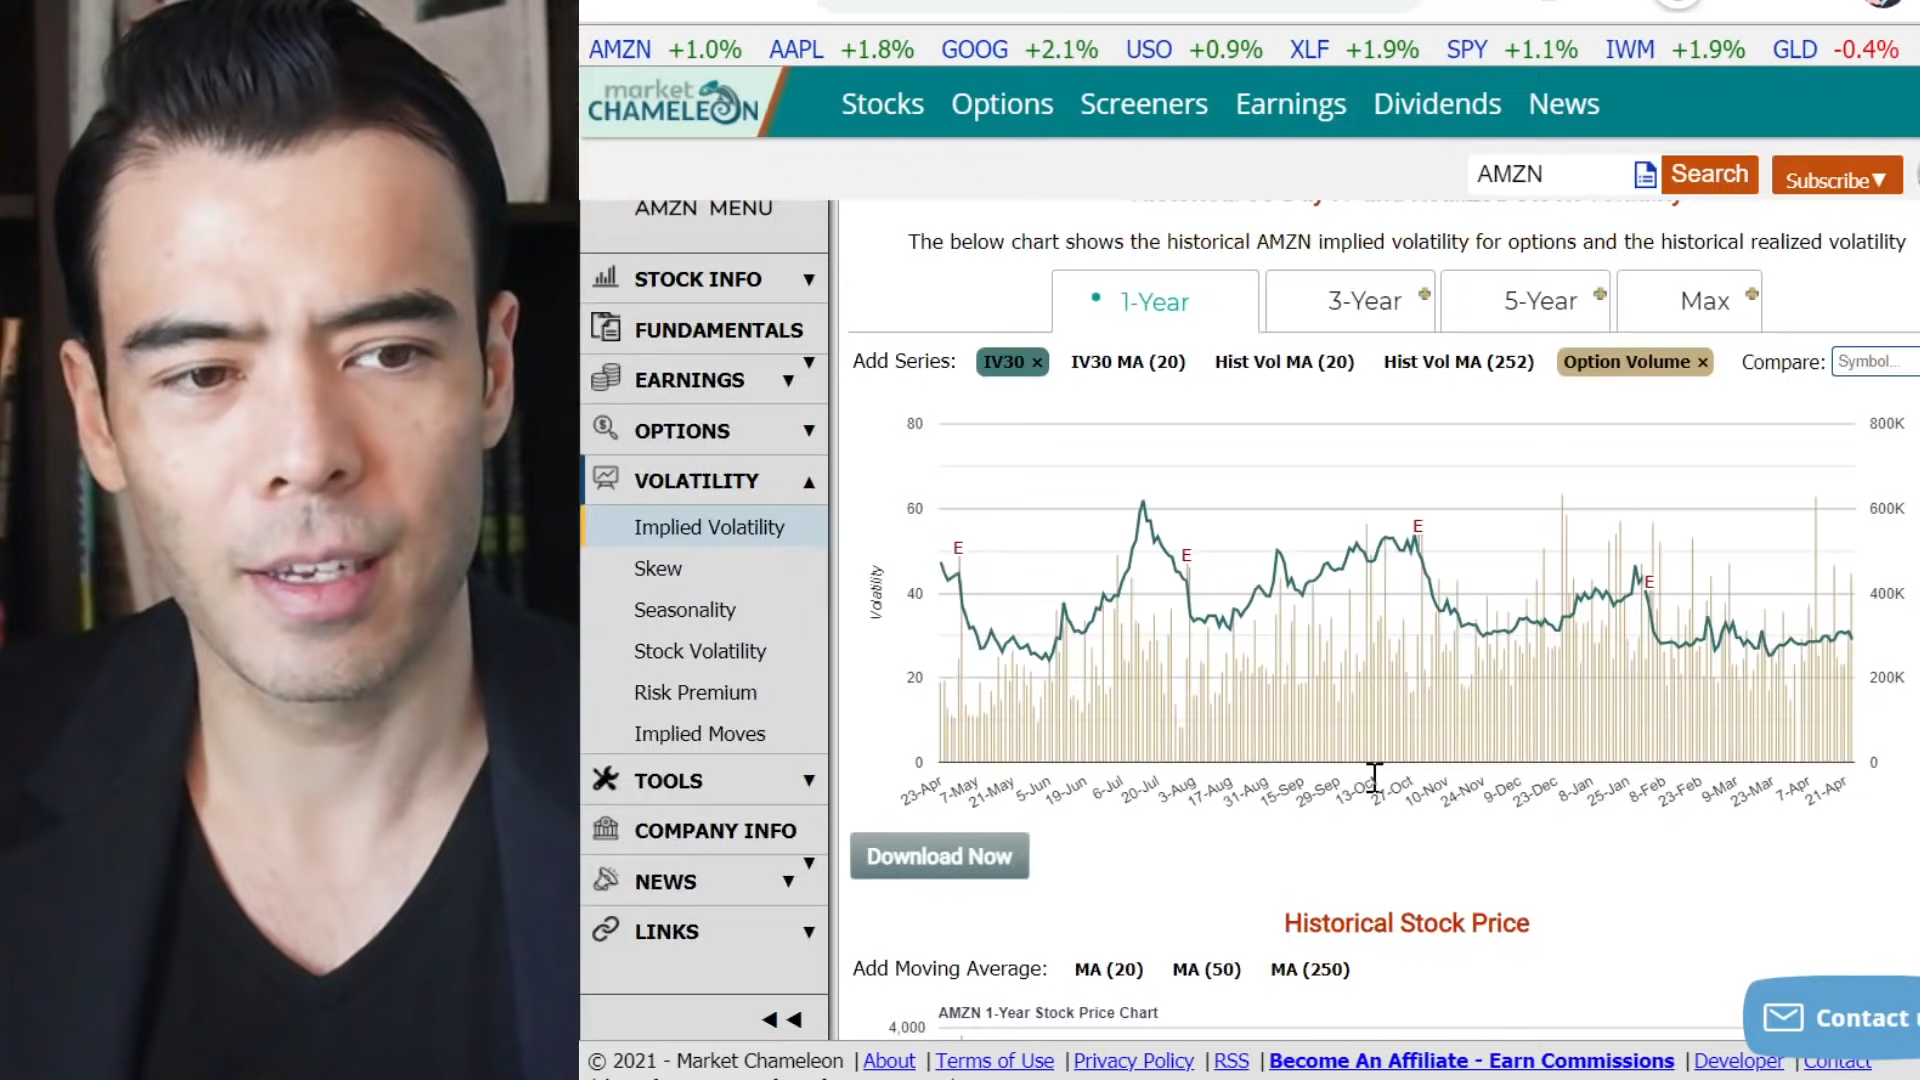 AMZN +1.0% AAPL +1.8% GOOG +2.1% USO +0.9% XLF +1.9% SPY +1.1% IWM +1.9% GLD -0.4%
market
CHAMELEON
Stocks Options Screeners Earnings Dividends News
AMZN Search Subscribe▼
AMZN MENU
STOCK INFO ▼
FUNDAMENTALS ▼
EARNINGS ▼
OPTIONS ▼
VOLATILITY ▲
Implied Volatility
Skew
Seasonality
Stock Volatility
Risk Premium
Implied Moves
TOOLS ▼
COMPANY INFO ▼
NEWS ▼
LINKS ▼
◀ ◀
The below chart shows the historical AMZN implied volatility for options and the historical realized volatility
1-Year 3-Year 5-Year Max
Add Series: IV30 × IV30 MA (20) Hist Vol MA (20) Hist Vol MA (252) Option Volume × Compare: Symbol...
80 800K
60 600K
40 400K
20 200K
0 0
Volatility
E E E E
23-Apr 7-May 21-May 5-Jun 19-Jun 6-Jul 20-Jul 3-Aug 17-Aug 31-Aug 15-Sep 29-Sep 13-Oct 27-Oct 10-Nov 24-Nov 9-Dec 23-Dec 8-Jan 25-Jan 8-Feb 23-Feb 9-Mar 23-Mar 7-Apr 21-Apr
Download Now
Historical Stock Price
Add Moving Average: MA (20) MA (50) MA (250)
AMZN 1-Year Stock Price Chart
4,000
Contact
© 2021 - Market Chameleon | About | Terms of Use | Privacy Policy | RSS | Become An Affiliate - Earn Commissions | Developer | Contact